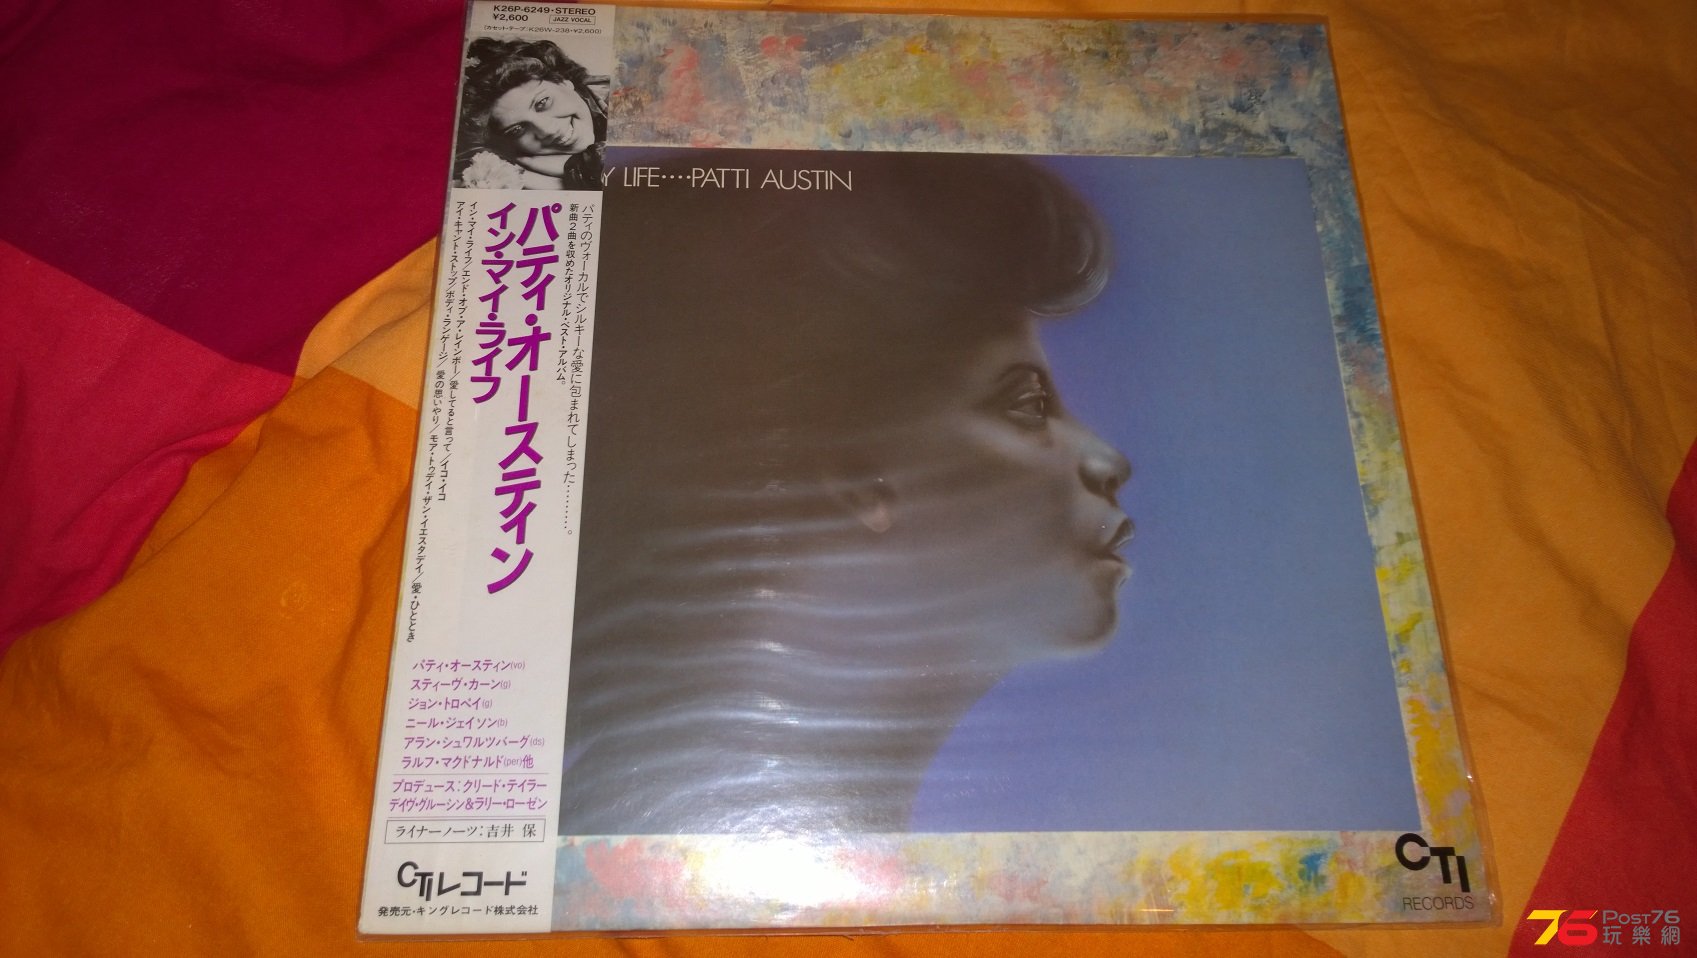 K26P-6249・STEREO
¥2,600 JAZZ VOCAL
(カセット・テープ/K26W-238・¥2,600)
Y LIFE‥‥PATTI AUSTIN
パティのヴォーカルでシルキーな愛に包まれてしまった…………。
新曲2曲を収めたオリジナル・ベスト・アルバム。
パティ・オースティン
イン・マイ・ライフ
イン・マイ・ライフ/エンド・オブ・ア・レインボー/愛してると言って/イコ・イコ
アイ・キャント・ストップ/ボディ・ランゲージ/愛の思いやり/モア・トゥデイ・ザン・イエスタデイ/愛・ひととき
パティ・オースティン(vo)
スティーヴ・カーン(g)
ジョン・トロペイ(g)
ニール・ジェイソン(b)
アラン・シュワルツバーグ(ds)
ラルフ・マクドナルド(per)他
プロデュース:クリード・テイラー
デイヴ・グルーシン&ラリー・ローゼン
ライナーノーツ:吉井 保
CTIレコード
発売元・キングレコード株式会社
CTI
RECORDS
76 POST76
玩樂網